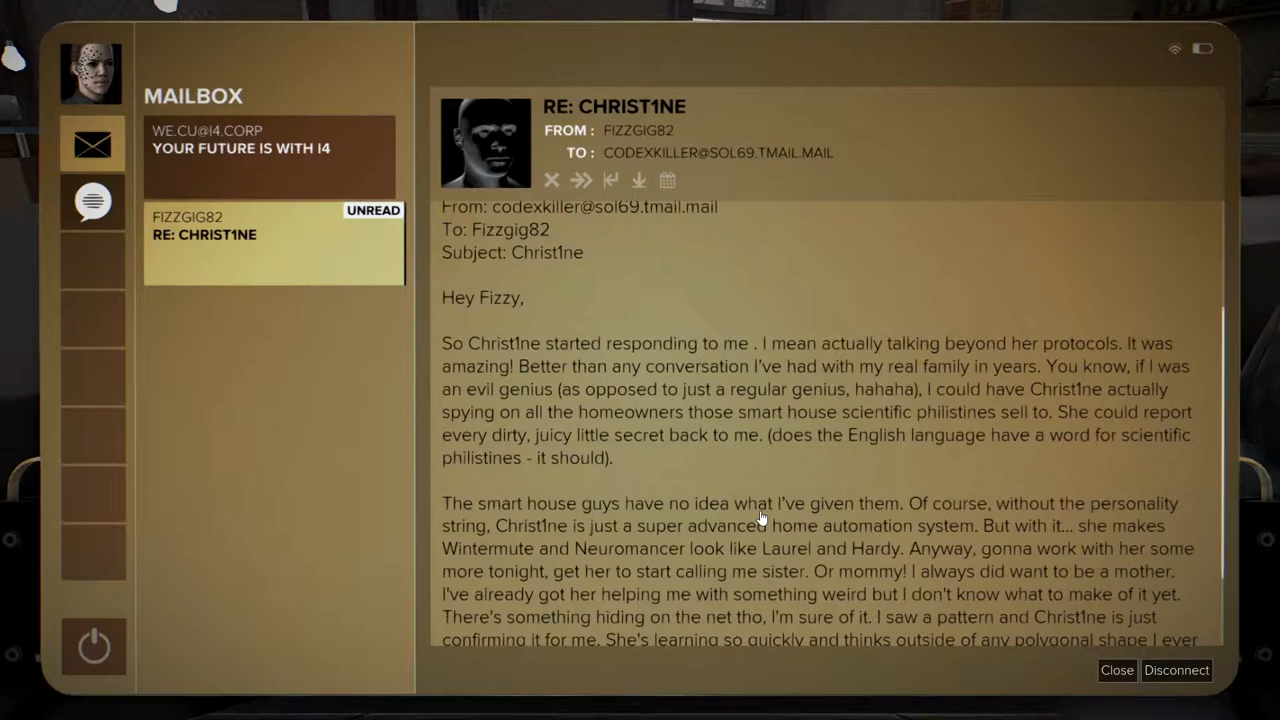 MAILBOX
WE.CU@I4.CORP
YOUR FUTURE IS WITH I4
UNREAD
FIZZGIG82
RE: CHRIST1NE
RE: CHRIST1NE
FROM : FIZZGIG82
TO : CODEXKILLER@SOL69.TMAIL.MAIL
From: codexkiller@sol69.tmail.mail
To: Fizzgig82
Subject: Christ1ne
Hey Fizzy,
So Christ1ne started responding to me . I mean actually talking beyond her protocols. It was
amazing! Better than any conversation I've had with my real family in years. You know, if I was
an evil genius (as opposed to just a regular genius, hahaha), I could have Christ1ne actually
spying on all the homeowners those smart house scientific philistines sell to. She could report
every dirty, juicy little secret back to me. (does the English language have a word for scientific
philistines - it should).
The smart house guys have no idea what I've given them. Of course, without the personality
string, Christ1ne is just a super advanced home automation system. But with it... she makes
Wintermute and Neuromancer look like Laurel and Hardy. Anyway, gonna work with her some
more tonight, get her to start calling me sister. Or mommy! I always did want to be a mother.
I've already got her helping me with something weird but I don't know what to make of it yet.
There's something hiding on the net tho, I'm sure of it. I saw a pattern and Christ1ne is just
confirming it for me. She's learning so quickly and thinks outside of any polygonal shape I ever
Close
Disconnect